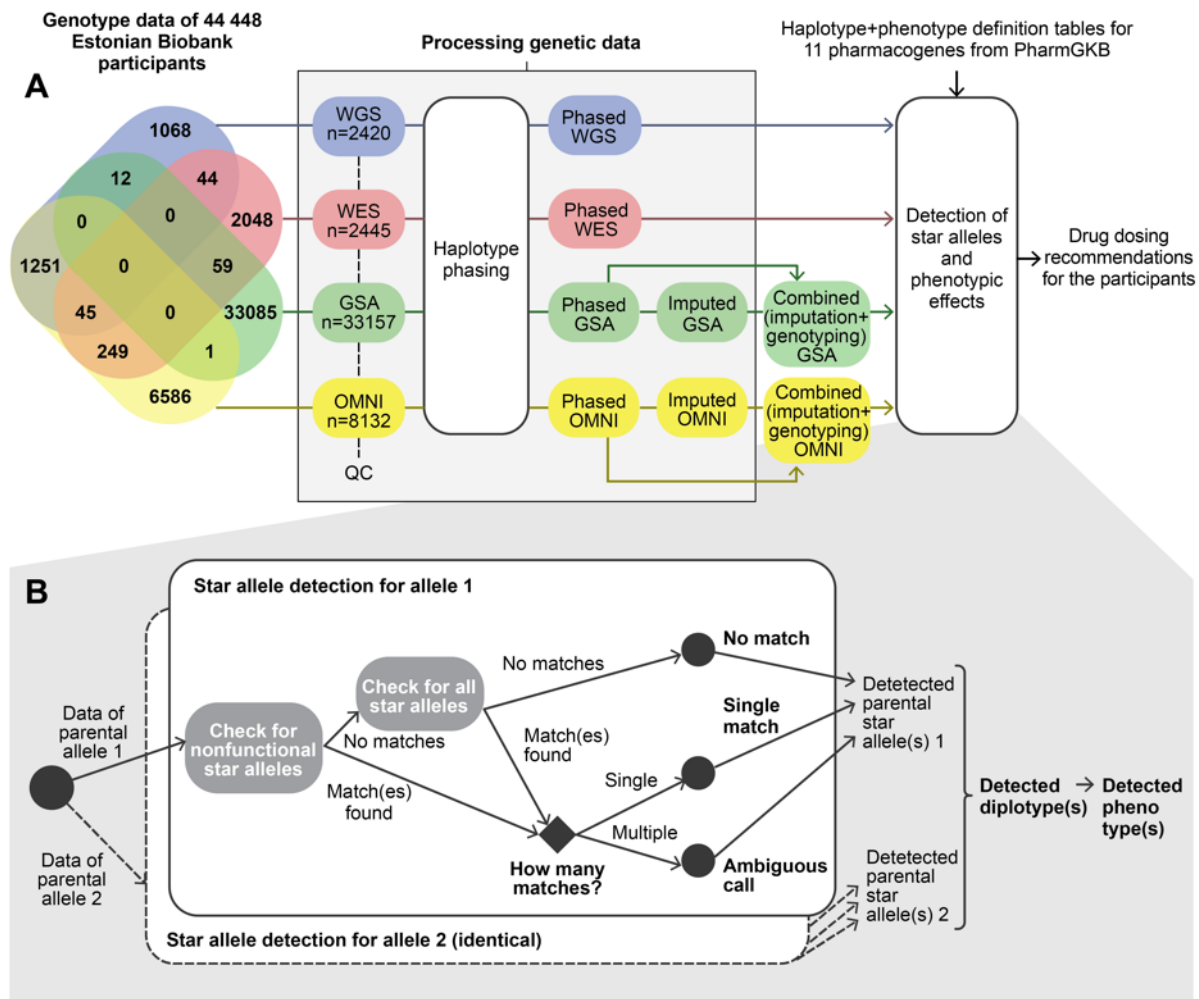 Genotype data of 44 448
Estonian Biobank
participants
Processing genetic data
Haplotype+phenotype definition tables for
11 pharmacogenes from PharmGKB
A
1068
12
44
0
0
2048
1251
0
59
45
0
33085
249
1
6586
WGS
n=2420
WES
n=2445
GSA
n=33157
OMNI
n=8132
QC
Haplotype
phasing
Phased
WGS
Phased
WES
Phased
GSA
Imputed
GSA
Combined
(imputation+
genotyping)
GSA
Phased
OMNI
Imputed
OMNI
Combined
(imputation+
genotyping)
OMNI
Detection of
star alleles
and
phenotypic
effects
Drug dosing
recommendations
for the participants
B
Star allele detection for allele 1
Data of
parental
allele 1
Data of
parental
allele 2
Check for
nonfunctional
star alleles
No matches
Match(es)
found
Check for all
star alleles
No matches
Match(es)
found
How many
matches?
Single
Multiple
No match
Single
match
Ambiguous
call
Detetected
parental
star
allele(s) 1
Detetected
parental
star
allele(s) 2
Detected
diplotype(s)
Detected
pheno
type(s)
Star allele detection for allele 2 (identical)